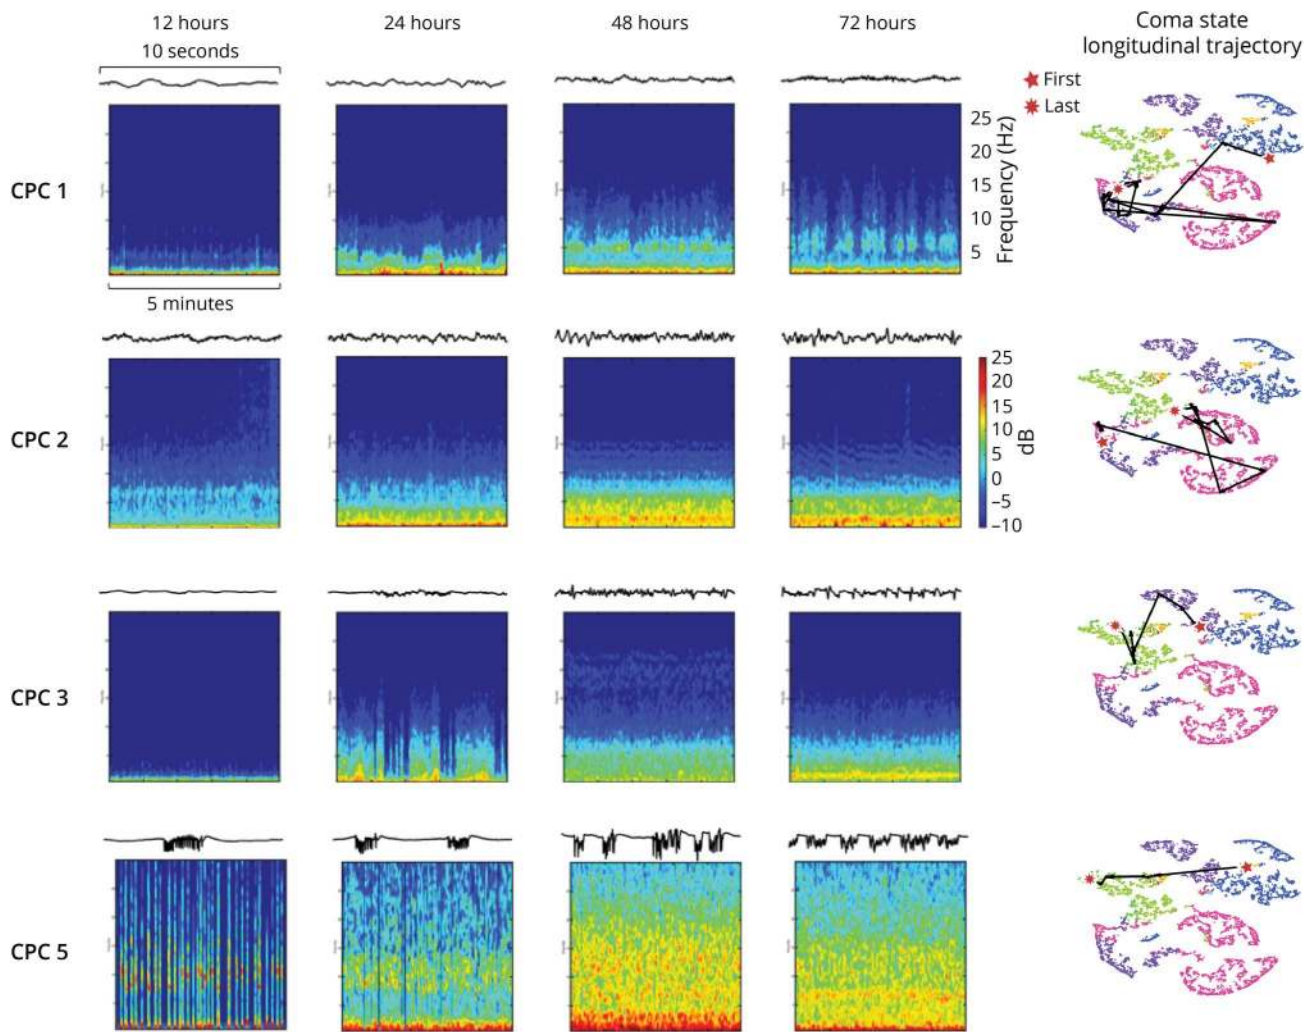 12 hours
24 hours
48 hours
72 hours
Coma state
longitudinal trajectory
10 seconds
First
Last
CPC 1
25
20
15
10
5
Frequency (Hz)
5 minutes
CPC 2
25
20
15
10
5
0
−5
−10
dB
CPC 3
CPC 5